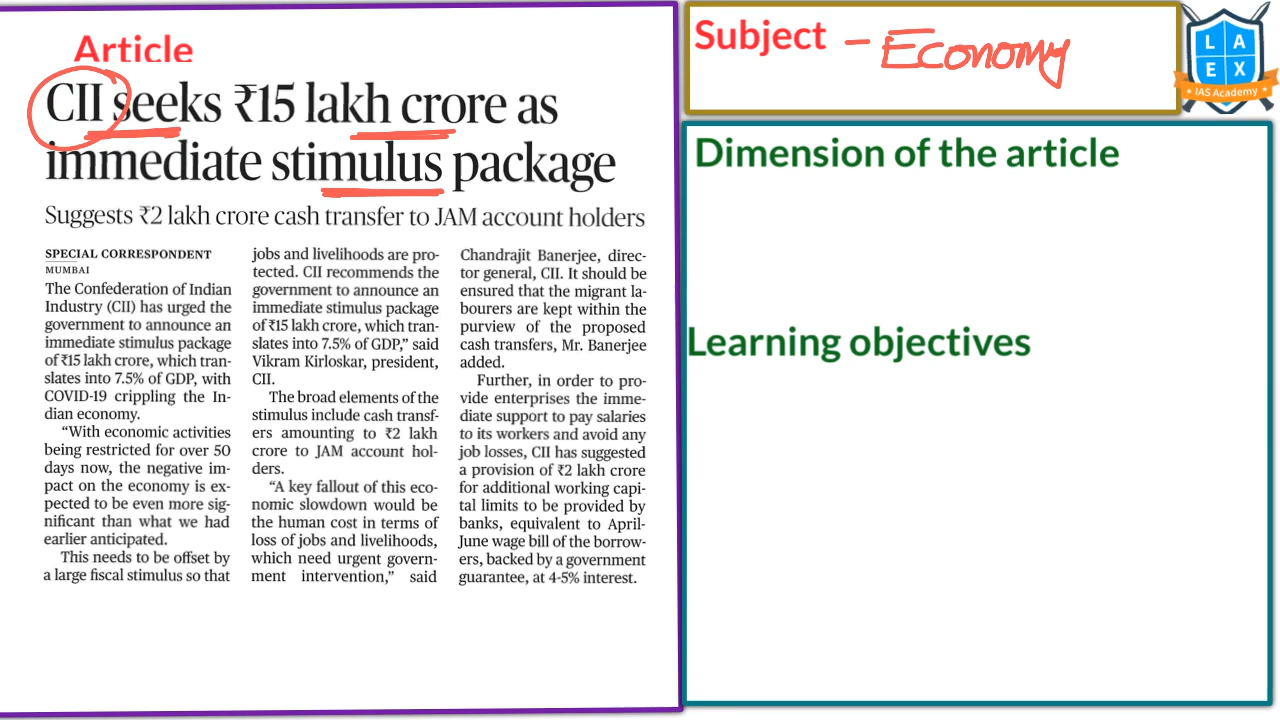 Article
CII seeks ₹15 lakh crore as
immediate stimulus package
Suggests ₹2 lakh crore cash transfer to JAM account holders
SPECIAL CORRESPONDENT
MUMBAI
The Confederation of Indian
Industry (CII) has urged the
government to announce an
immediate stimulus package
of ₹15 lakh crore, which tran-
slates into 7.5% of GDP, with
COVID-19 crippling the In-
dian economy.
“With economic activities
being restricted for over 50
days now, the negative im-
pact on the economy is ex-
pected to be even more sig-
nificant than what we had
earlier anticipated.
This needs to be offset by
a large fiscal stimulus so that
jobs and livelihoods are pro-
tected. CII recommends the
government to announce an
immediate stimulus package
of ₹15 lakh crore, which tran-
slates into 7.5% of GDP,” said
Vikram Kirloskar, president,
CII.
The broad elements of the
stimulus include cash transf-
ers amounting to ₹2 lakh
crore to JAM account hol-
ders.
“A key fallout of this eco-
nomic slowdown would be
the human cost in terms of
loss of jobs and livelihoods,
which need urgent govern-
ment intervention,” said
Chandrajit Banerjee, direc-
tor general, CII. It should be
ensured that the migrant la-
bourers are kept within the
purview of the proposed
cash transfers, Mr. Banerjee
added.
Further, in order to pro-
vide enterprises the imme-
diate support to pay salaries
to its workers and avoid any
job losses, CII has suggested
a provision of ₹2 lakh crore
for additional working capi-
tal limits to be provided by
banks, equivalent to April-
June wage bill of the borrow-
ers, backed by a government
guarantee, at 4-5% interest.
Subject - Economy
L A
E X
IAS Academy
Dimension of the article
Learning objectives